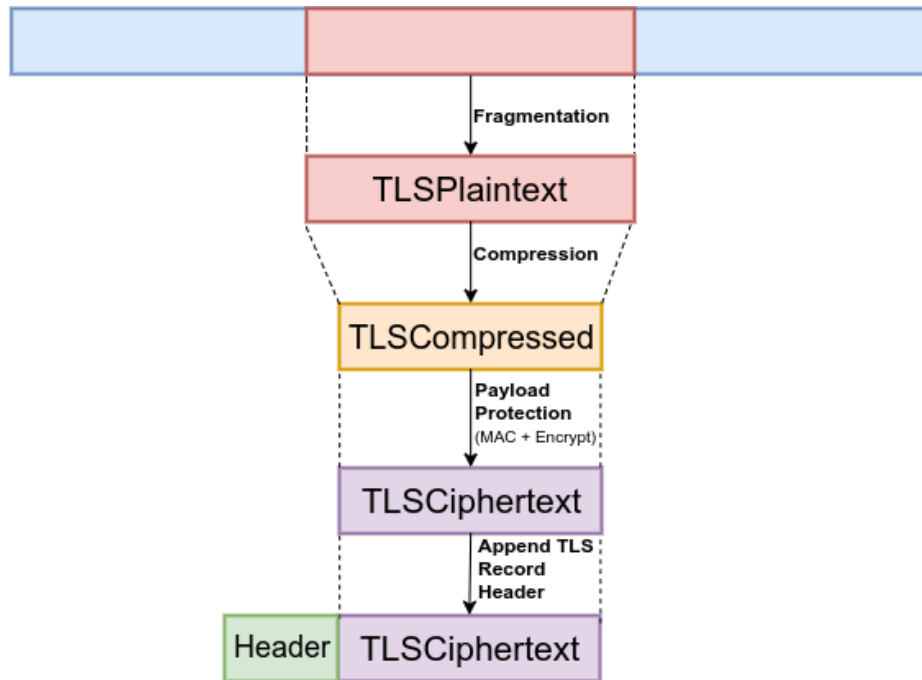 Fragmentation
TLSPlaintext
Compression
TLSCompressed
Payload
Protection
(MAC + Encrypt)
TLSCiphertext
Append TLS
Record
Header
Header TLSCiphertext